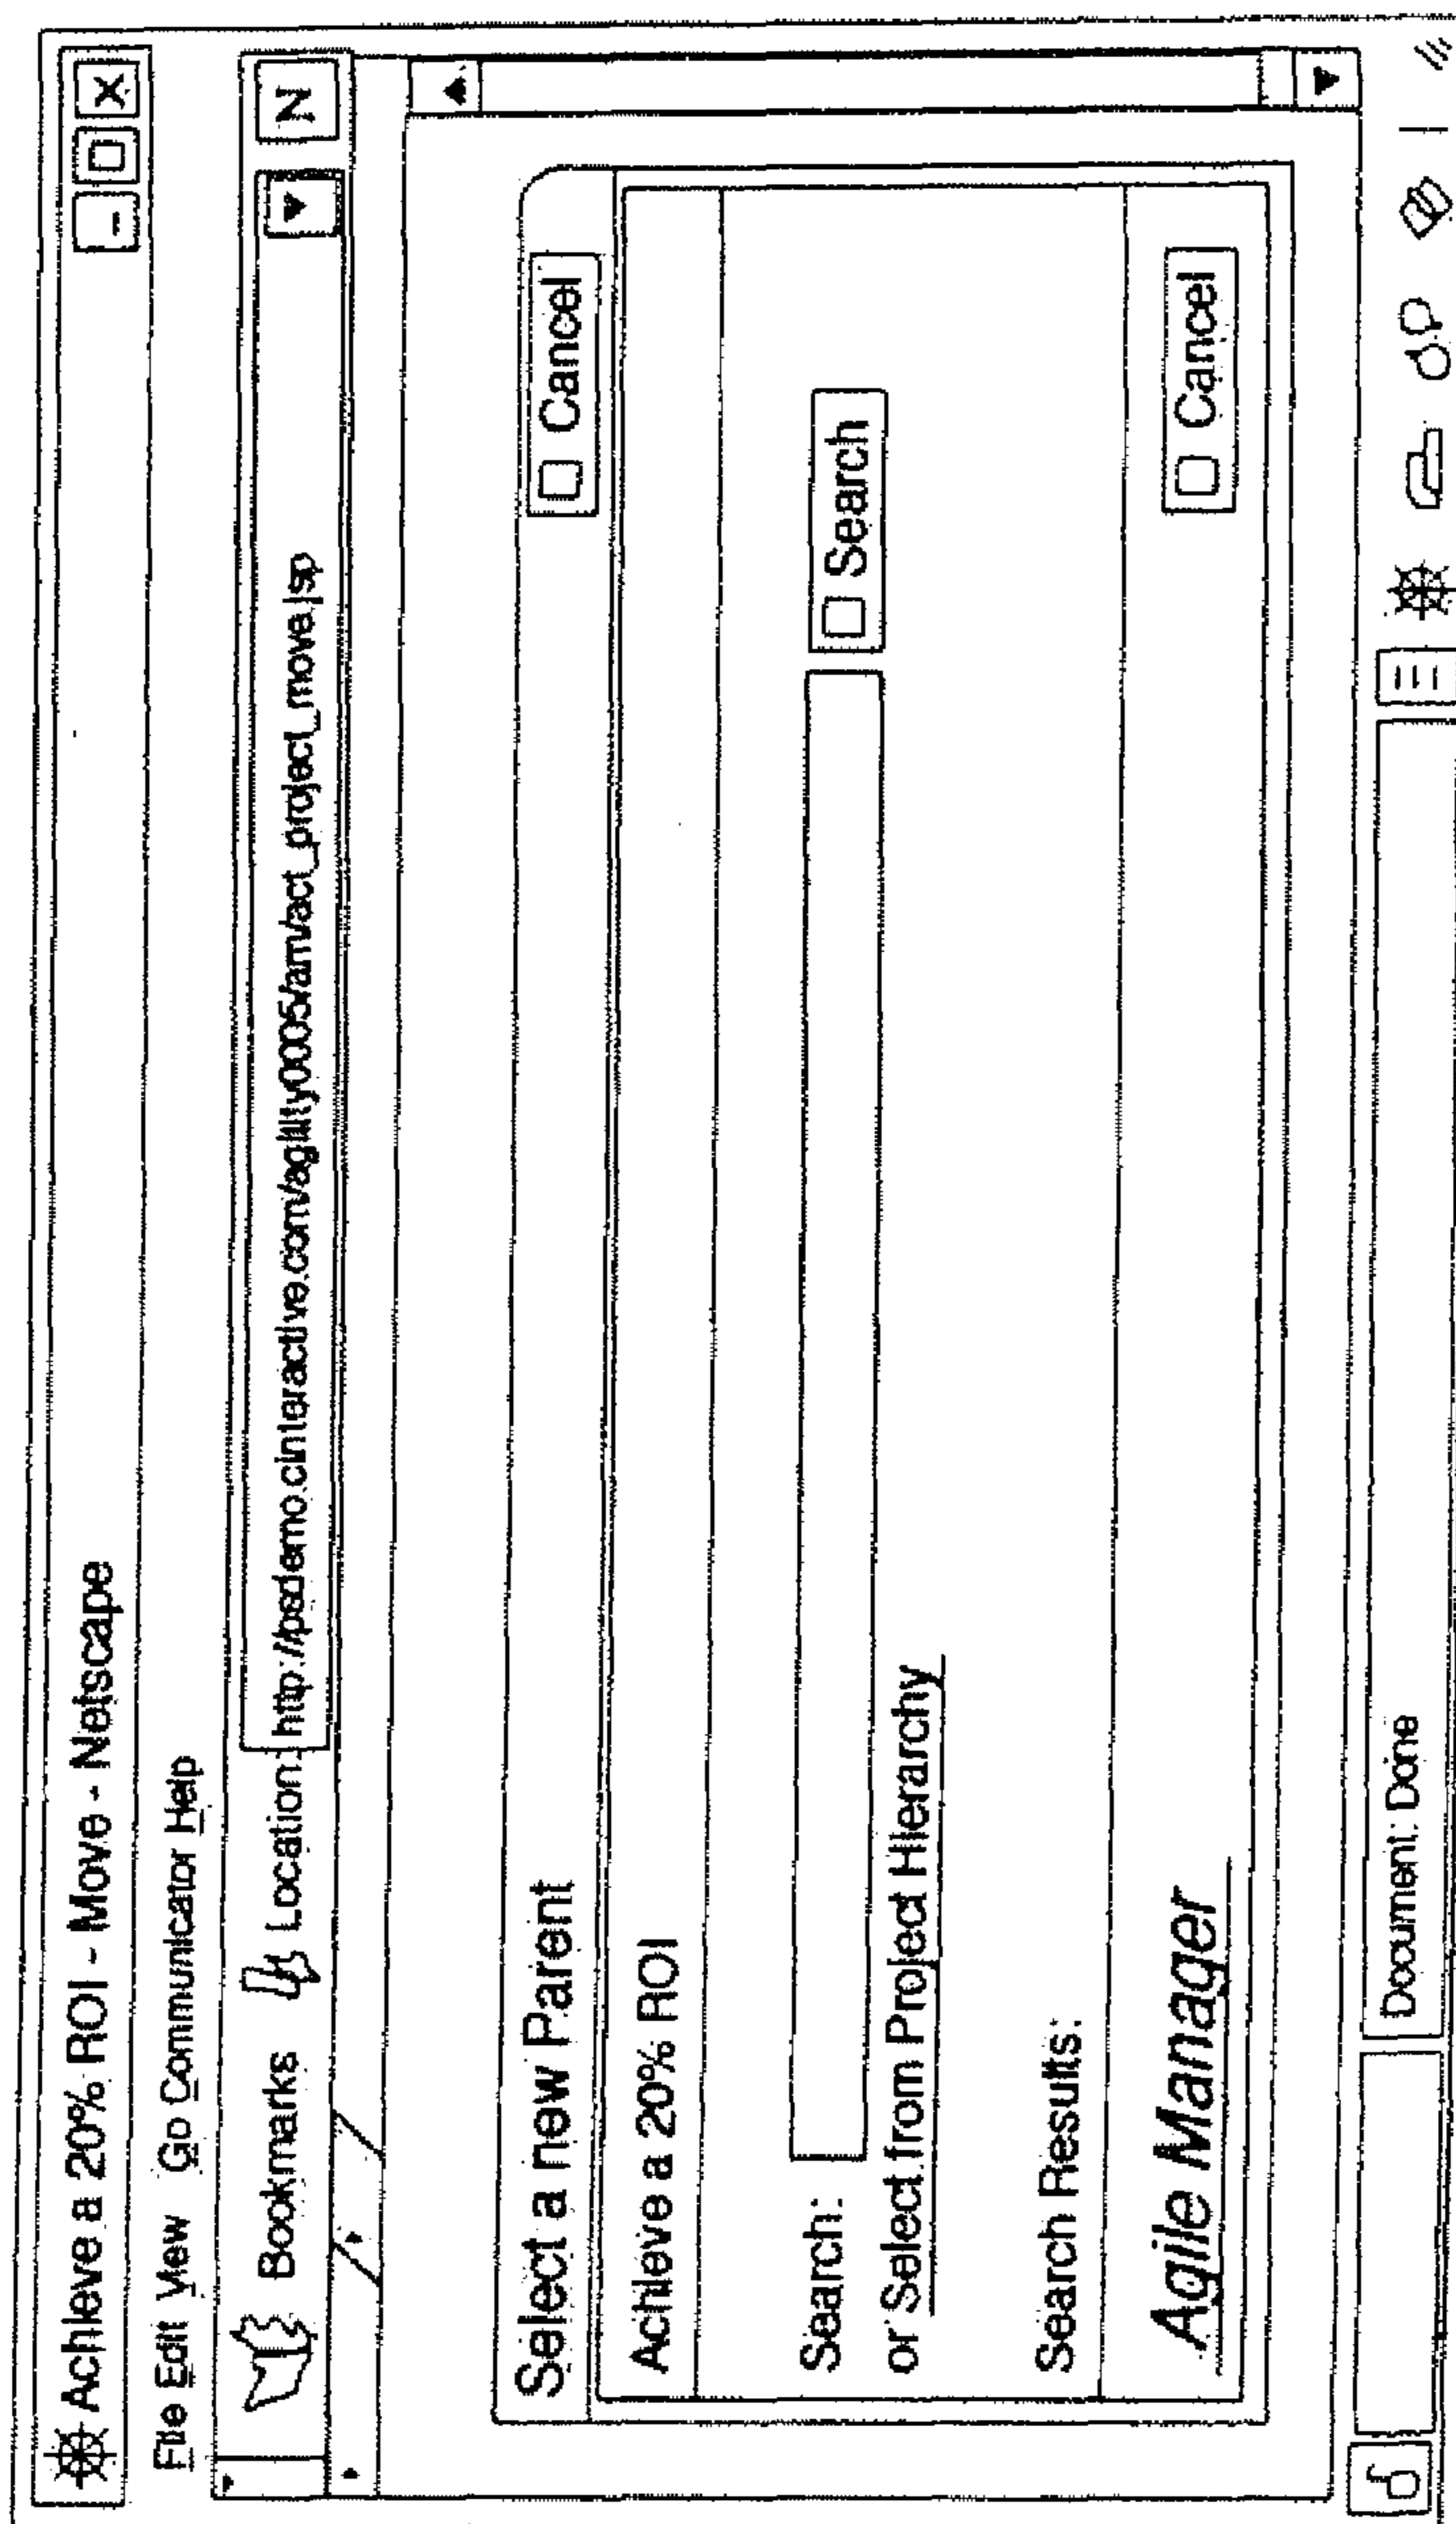 Achieve a 20% ROI - Move - Netscape
File Edit View Go Communicator Help
Bookmarks Location: http://psdemo.cinteractive.com/agility0005/am/act_project_move.jsp N
Select a new Parent Cancel
Achieve a 20% ROI
Search: Search
or Select from Project Hierarchy
Search Results:
Agile Manager Cancel
Document: Done